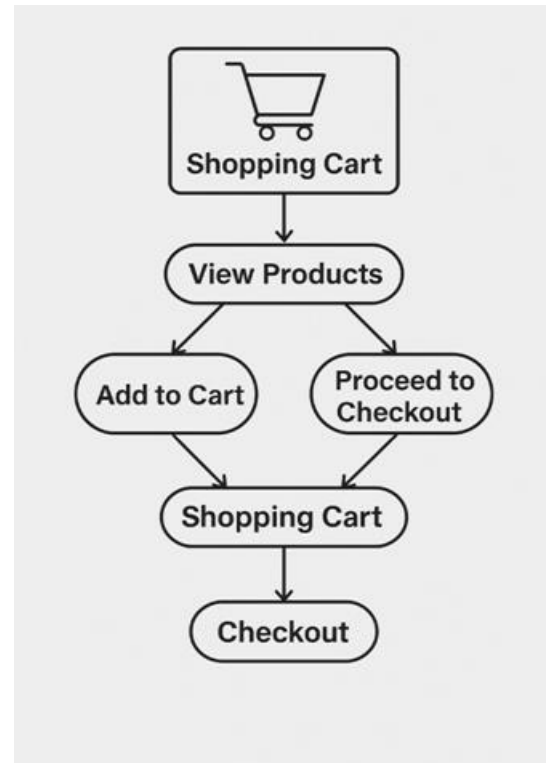 Shopping Cart
View Products
Add to Cart
Proceed to
Checkout
Shopping Cart
Checkout